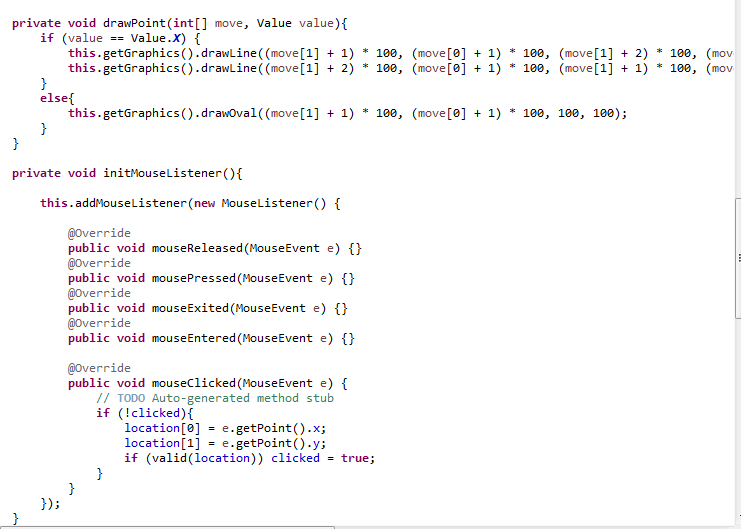 private void drawPoint(int[] move, Value value){
if (value == Value.X) {
this.getGraphics().drawLine((move[1] + 1) * 100, (move[0] + 1) * 100, (move[1] + 2) * 100, (mov
this.getGraphics().drawLine((move[1] + 2) * 100, (move[0] + 1) * 100, (move[1] + 1) * 100, (mov
}
else{
this.getGraphics().drawOval((move[1] + 1) * 100, (move[0] + 1) * 100, 100, 100);
}
}
private void initMouseListener(){
this.addMouseListener(new MouseListener() {
@Override
public void mouseReleased(MouseEvent e) {}
@Override
public void mousePressed(MouseEvent e) {}
@Override
public void mouseExited(MouseEvent e) {}
@Override
public void mouseEntered(MouseEvent e) {}
@Override
public void mouseClicked(MouseEvent e) {
// TODO Auto-generated method stub
if (!clicked){
location[0] = e.getPoint().x;
location[1] = e.getPoint().y;
if (valid(location)) clicked = true;
}
}
});
}